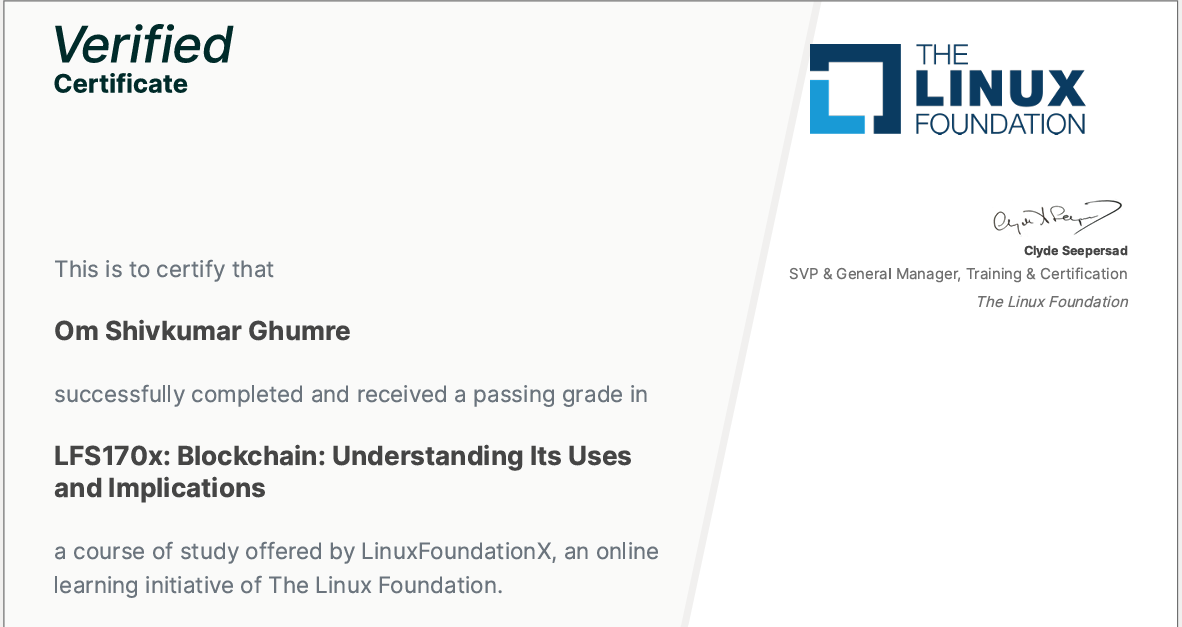 Verified
Certificate
THE
LINUX
FOUNDATION
Clyde Seepersad
SVP & General Manager, Training & Certification
The Linux Foundation
This is to certify that
Om Shivkumar Ghumre
successfully completed and received a passing grade in
LFS170x: Blockchain: Understanding Its Uses
and Implications
a course of study offered by LinuxFoundationX, an online
learning initiative of The Linux Foundation.